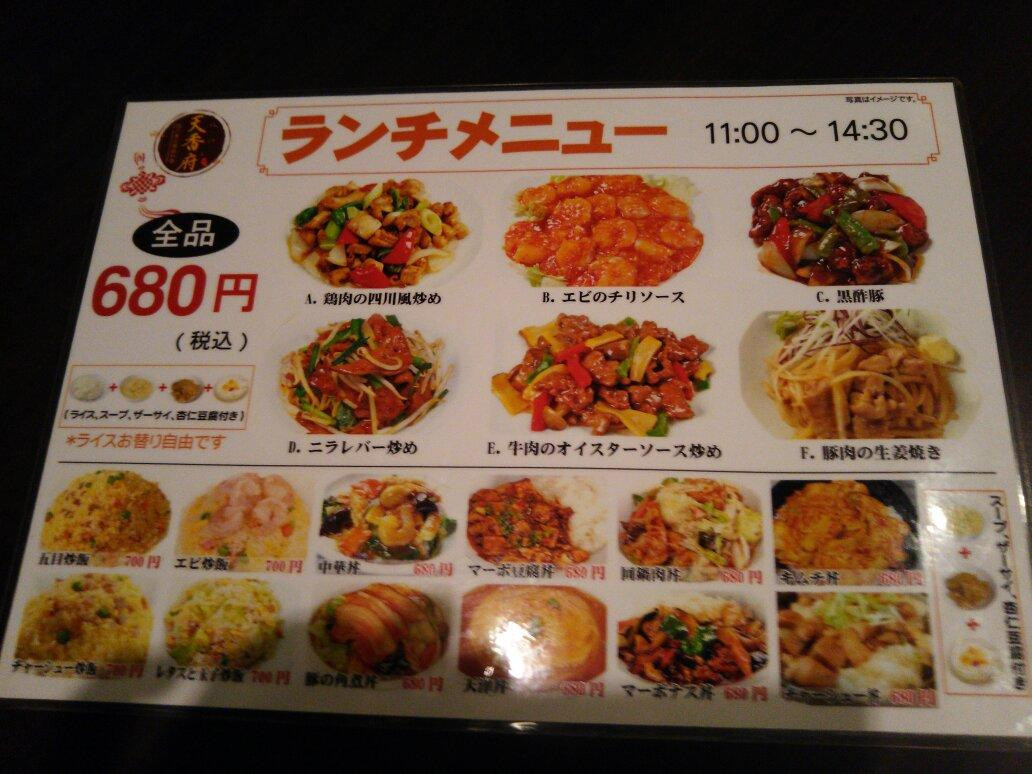 写真はイメージです。
天香府
ランチメニュー 11:00 ～ 14:30
全品
680円
(税込)
A. 鶏肉の四川風炒め
B. エビのチリソース
C. 黒酢豚
(ライス、スープ、ザーサイ、杏仁豆腐付き)
*ライスお替り自由です
D. ニラレバー炒め
E. 牛肉のオイスターソース炒め
F. 豚肉の生姜焼き
五目炒飯 700円
エビ炒飯 700円
中華丼 680円
マーボ豆腐丼 680円
回鍋肉丼 680円
キムチ丼 680円
チャーシュー炒飯 700円
レタスと玉子炒飯 700円
豚の角煮丼 680円
天津丼 680円
マーボナス丼 680円
チャーシュー丼 680円
スープ、ザーサイ、杏仁豆腐付き